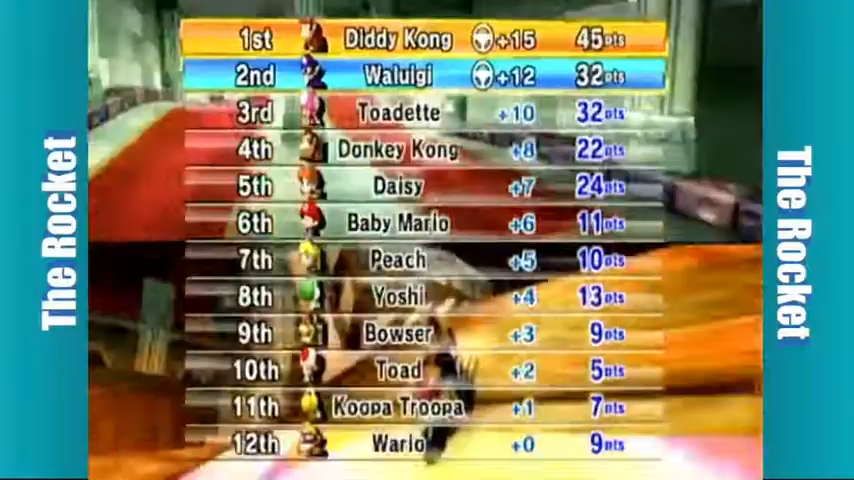 The Rocket
1st Diddy Kong +15 45pts
2nd Waluigi +12 32pts
3rd Toadette +10 32pts
4th Donkey Kong +8 22pts
5th Daisy +7 24pts
6th Baby Mario +6 11pts
7th Peach +5 10pts
8th Yoshi +4 13pts
9th Bowser +3 9pts
10th Toad +2 5pts
11th Koopa Troopa +1 7pts
12th Wario +0 9pts
The Rocket